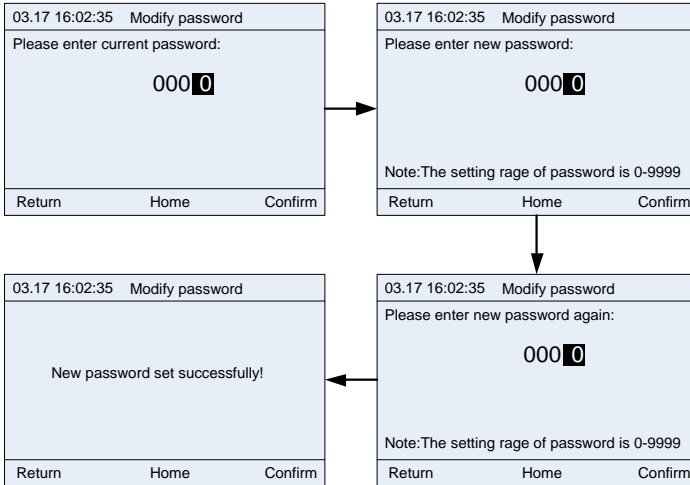 03.17 16:02:35 Modify password
Please enter current password:
0000
Return Home Confirm
03.17 16:02:35 Modify password
Please enter new password:
0000
Note:The setting rage of password is 0-9999
Return Home Confirm
03.17 16:02:35 Modify password
Please enter new password again:
0000
Note:The setting rage of password is 0-9999
Return Home Confirm
03.17 16:02:35 Modify password
New password set successfully!
Return Home Confirm